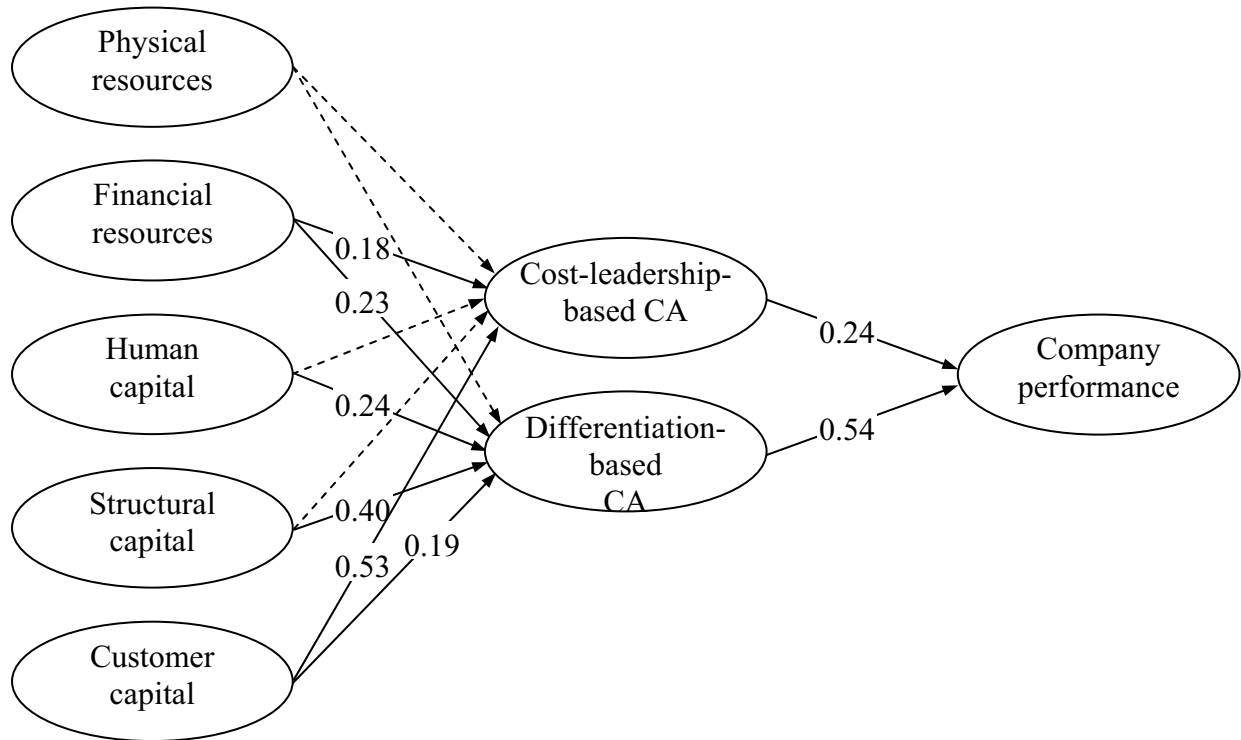 Physical
resources
Financial
resources
0.18
Cost-leadership-
based CA
0.23
0.24
Human
capital
Company
performance
0.24
Differentiation-
based
CA
0.54
Structural
capital
0.40
0.19
0.53
Customer
capital